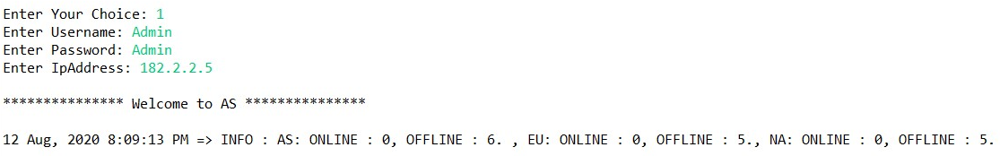 Enter Your Choice: 1
Enter Username: Admin
Enter Password: Admin
Enter IpAddress: 182.2.2.5
*************** Welcome to AS ***************
12 Aug, 2020 8:09:13 PM => INFO : AS: ONLINE : 0, OFFLINE : 6. , EU: ONLINE : 0, OFFLINE : 5., NA: ONLINE : 0, OFFLINE : 5.